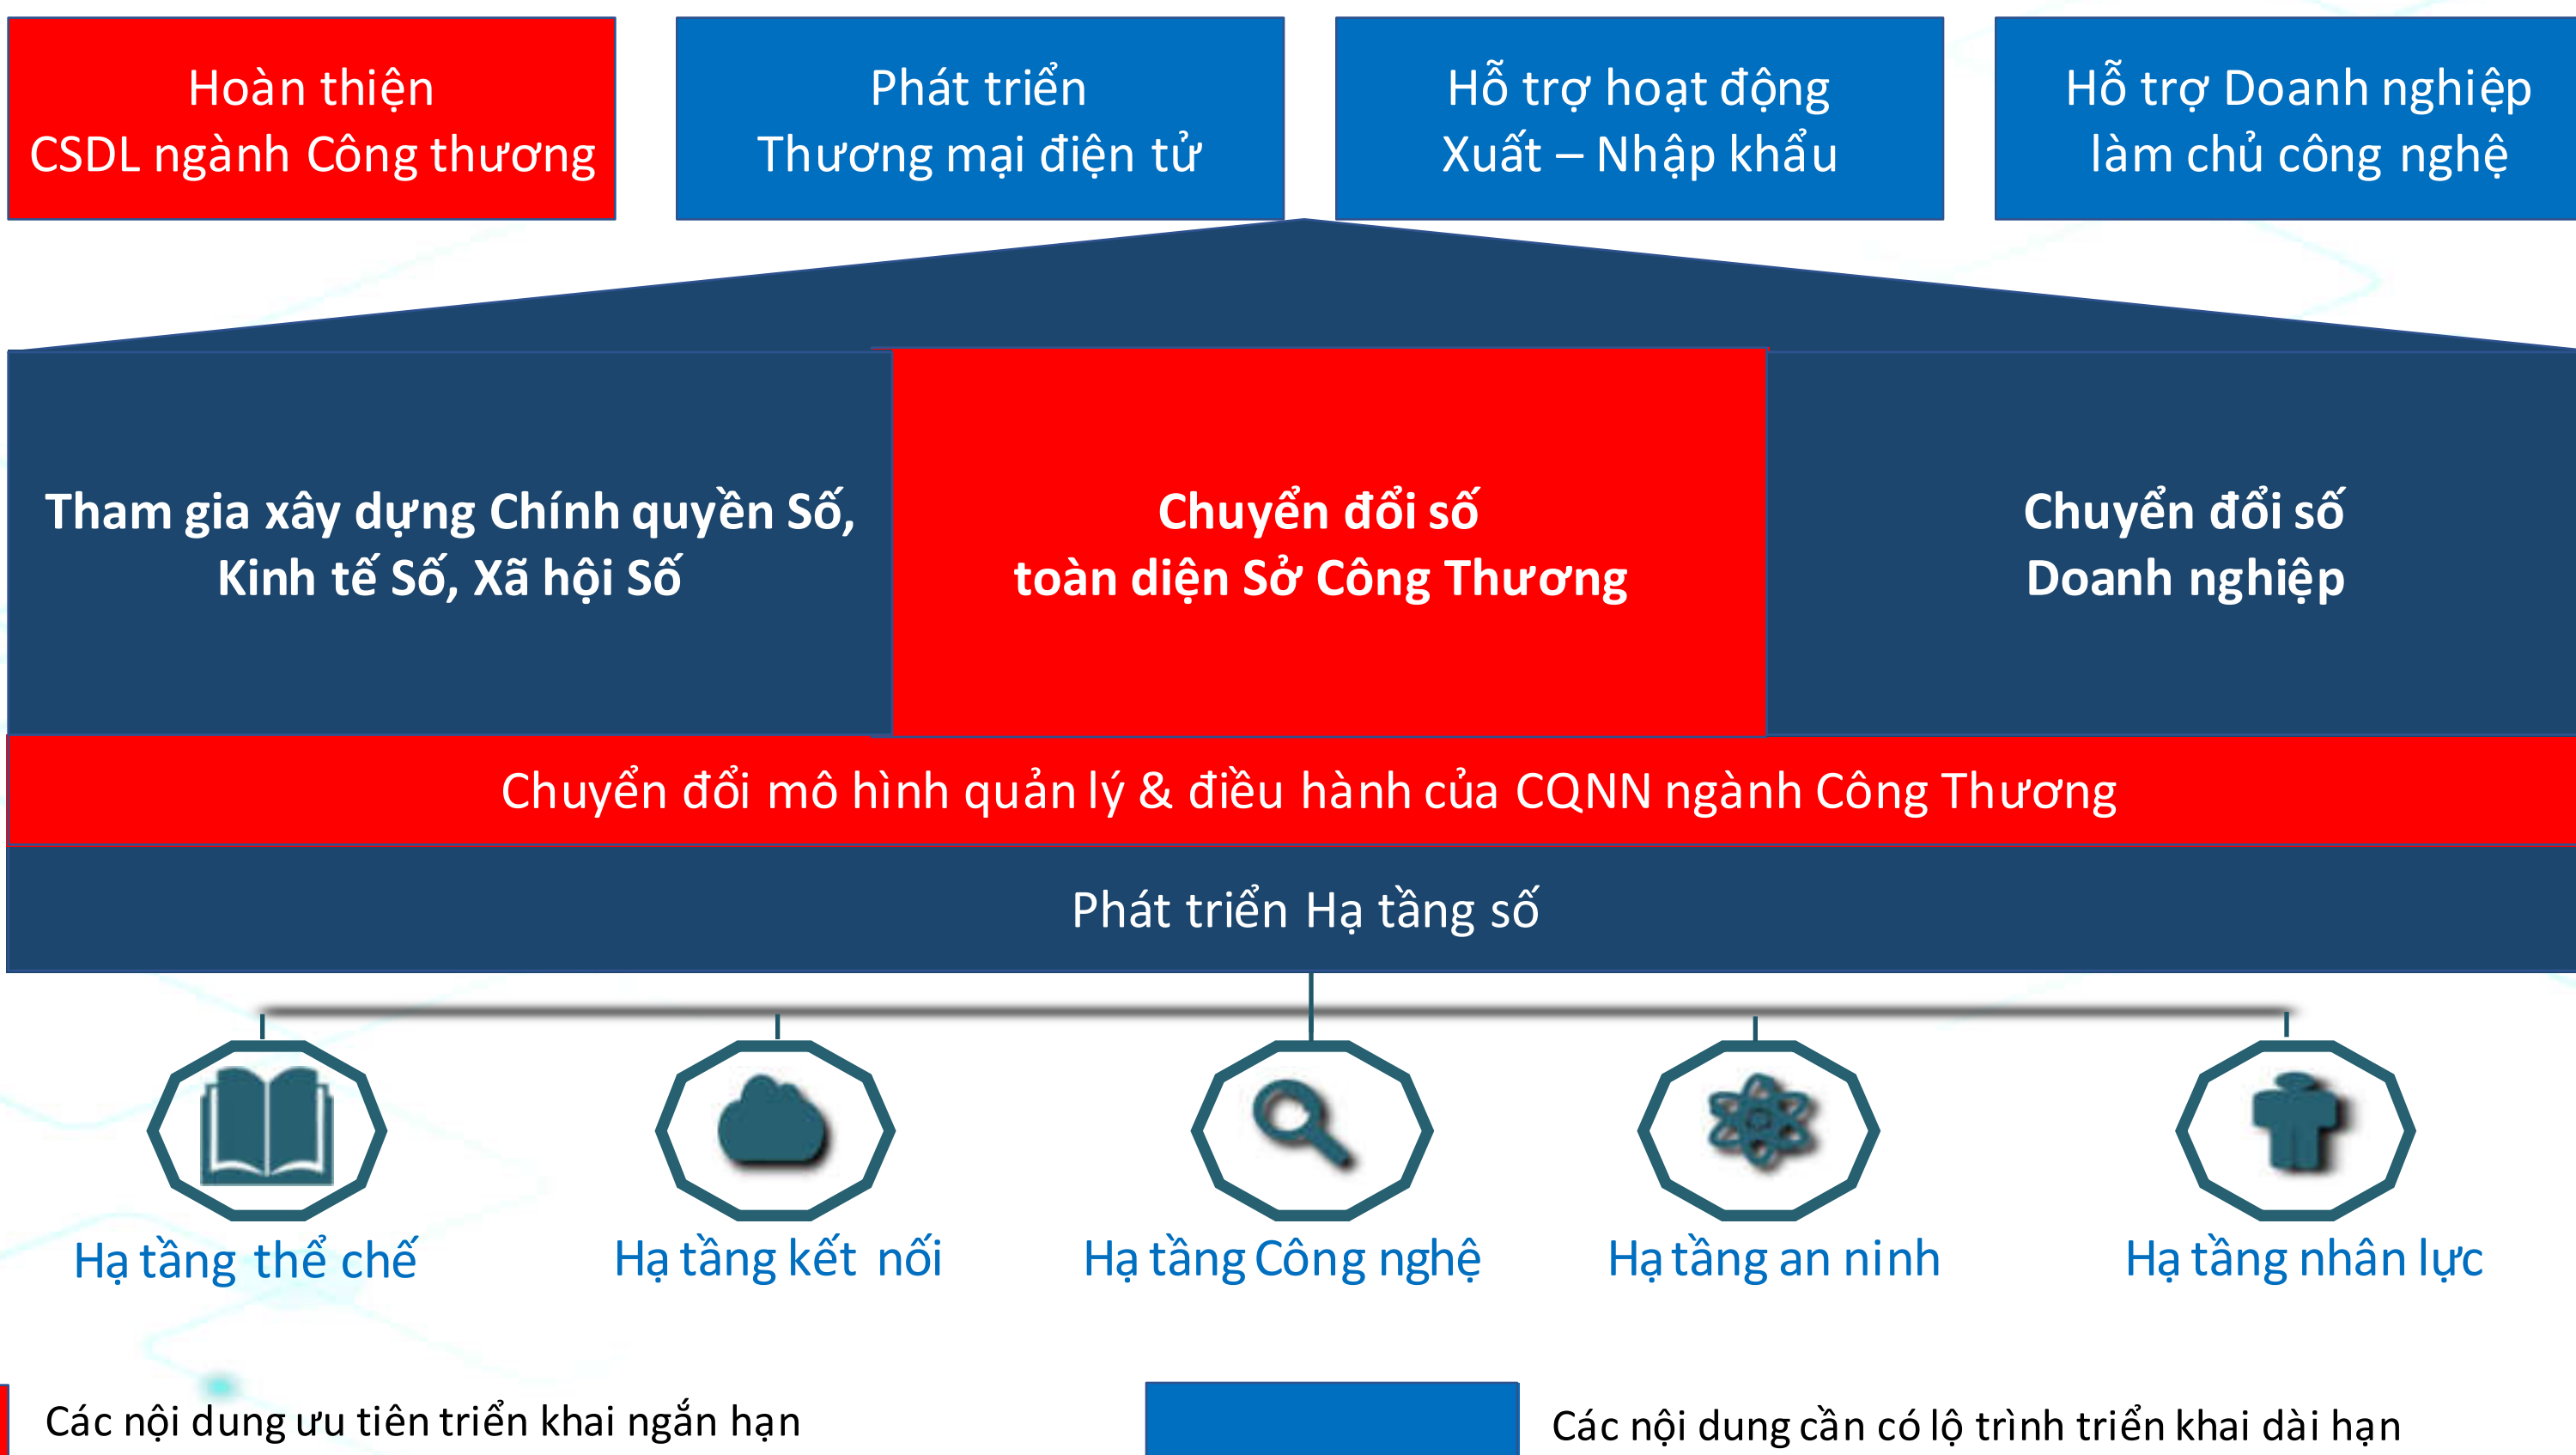 Hoàn thiện
CSDL ngành Công thương
Phát triển
Thương mại điện tử
Hỗ trợ hoạt động
Xuất – Nhập khẩu
Hỗ trợ Doanh nghiệp
làm chủ công nghệ
Tham gia xây dựng Chính quyền Số,
Kinh tế Số, Xã hội Số
Chuyển đổi số
toàn diện Sở Công Thương
Chuyển đổi số
Doanh nghiệp
Chuyển đổi mô hình quản lý & điều hành của CQNN ngành Công Thương
Phát triển Hạ tầng số
Hạ tầng thể chế
Hạ tầng kết nối
Hạ tầng Công nghệ
Hạ tầng an ninh
Hạ tầng nhân lực
Các nội dung ưu tiên triển khai ngắn hạn
Các nội dung cần có lộ trình triển khai dài hạn